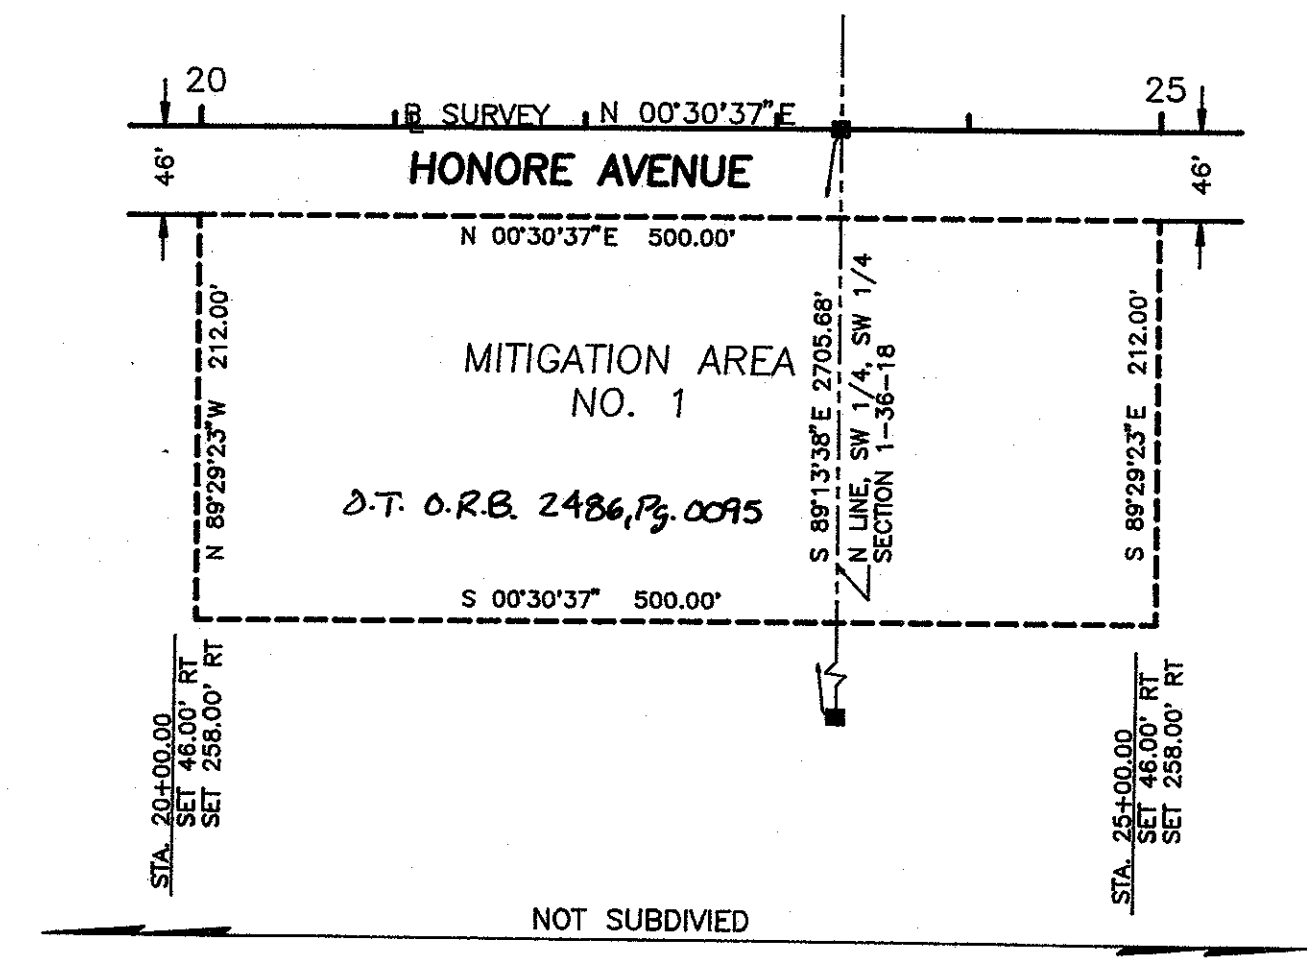 20
25
B SURVEY N 00°30'37"E
46'
HONORE AVENUE
46'
N 00°30'37"E 500.00'
N 89°29'23"W 212.00'
MITIGATION AREA
NO. 1
S 89°13'38"E 2705.68'
N LINE, SW 1/4, SW 1/4
SECTION 1-36-18
S 89°29'23"E 212.00'
D.T. O.R.B. 2486, Pg. 0095
S 00°30'37" 500.00'
STA. 20+00.00
SET 46.00' RT
SET 258.00' RT
STA. 25+00.00
SET 46.00' RT
SET 258.00' RT
NOT SUBDIVIED